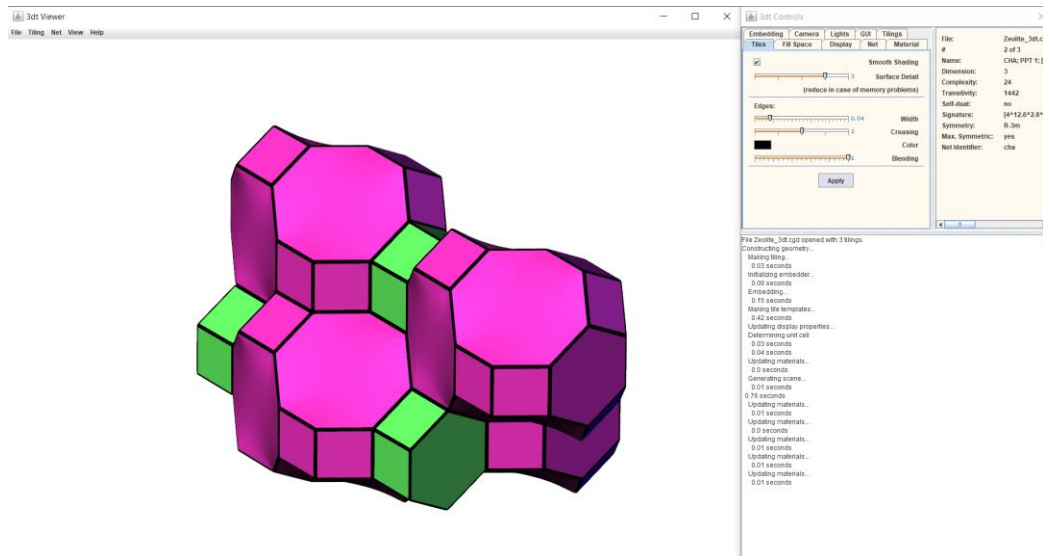 3dt Viewer
File Tiling Net View Help
3dt Controls
Embedding Camera Lights GUI Tilings
Tiles Fill Space Display Net Material
Smooth Shading
3 Surface Detail
(reduce in case of memory problems)
Edges:
0.04 Width
2 Creasing
Color
1 Blending
Apply
File: Zeolite_3dt.c
# 2 of 3
Name: CHA; PPT 1; [
Dimension: 3
Complexity: 24
Transitivity: 1442
Self-dual: no
Signature: [4^12.6^2.8^
Symmetry: R-3m
Max. Symmetric: yes
Net Identifier: cha
File Zeolite_3dt.cgd opened with 3 tilings.
Constructing geometry...
Making tiling...
0.03 seconds
Initializing embedder...
0.09 seconds
Embedding...
0.15 seconds
Making tile templates...
0.42 seconds
Updating display properties...
Determining unit cell
0.03 seconds
0.04 seconds
Updating materials...
0.0 seconds
Generating scene...
0.01 seconds
0.76 seconds
Updating materials...
0.01 seconds
Updating materials...
0.0 seconds
Updating materials...
0.01 seconds
Updating materials...
0.01 seconds
Updating materials...
0.01 seconds